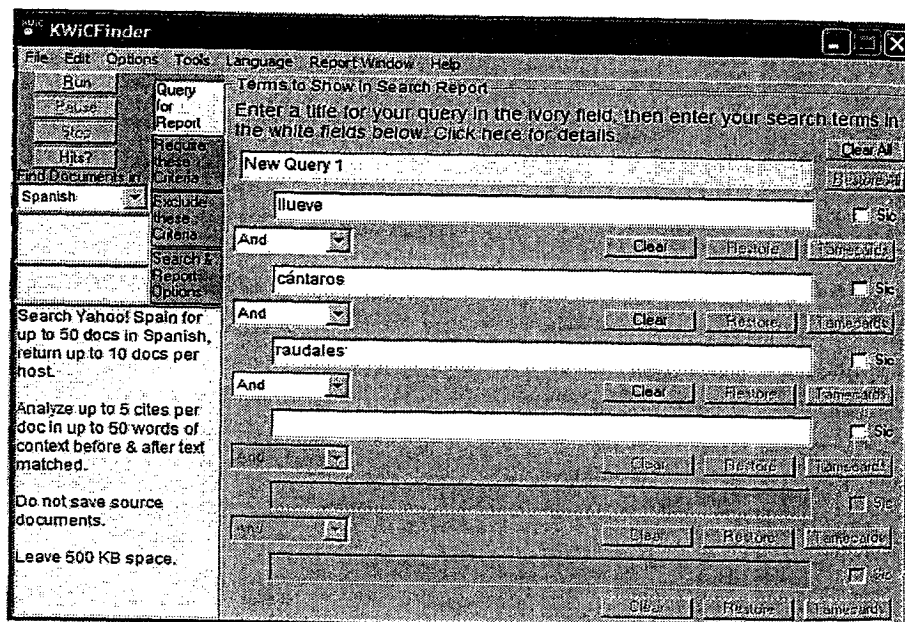 KWiCFinder
File Edit Options Tools Language Report Window Help
Run
Pause
Stop
Hits?
Find Documents in
Spanish
Query for Report
Require these Criteria
Exclude these Criteria
Search & Report Options
Search Yahoo! Spain for
up to 50 docs in Spanish,
return up to 10 docs per
host.
Analyze up to 5 cites per
doc in up to 50 words of
context before & after text
matched.
Do not save source
documents.
Leave 500 KB space.
Terms to Show in Search Report
Enter a title for your query in the ivory field, then enter your search terms in
the white fields below. Click here for details.
Clear All
Restore All
New Query 1
llueve
Sic
And
Clear Restore Tamecards
cántaros
Sic
And
Clear Restore Tamecards
raudales
Sic
And
Clear Restore Tamecards
Sic
And
Clear Restore Tamecards
Sic
And
Clear Restore Tamecards
Sic
Clear Restore Tamecards